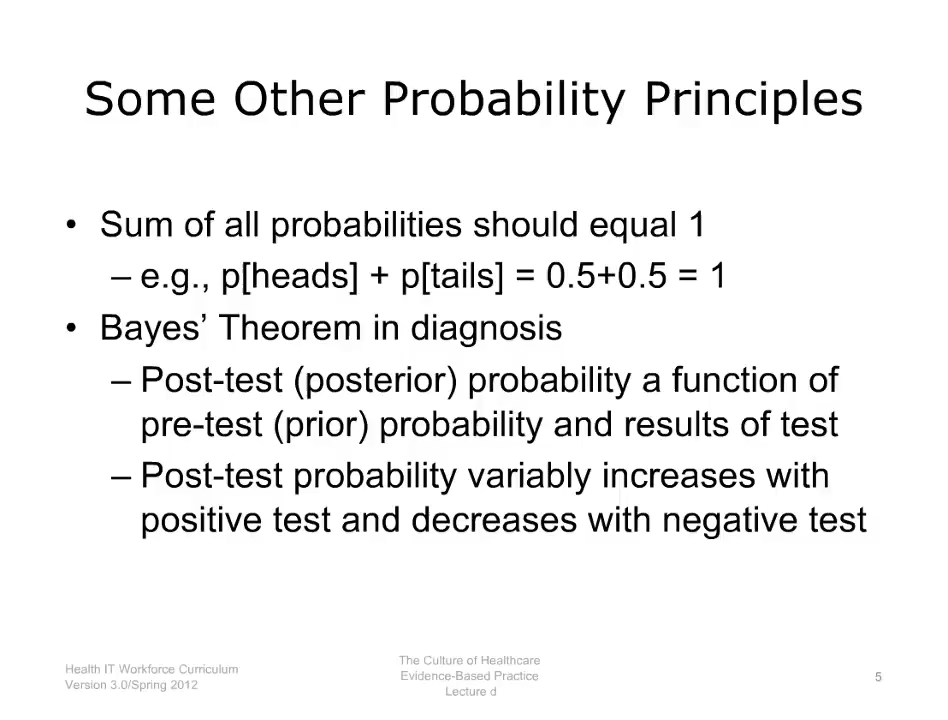 Some Other Probability Principles
• Sum of all probabilities should equal 1
– e.g., p[heads] + p[tails] = 0.5+0.5 = 1
• Bayes’ Theorem in diagnosis
– Post-test (posterior) probability a function of
pre-test (prior) probability and results of test
– Post-test probability variably increases with
positive test and decreases with negative test
Health IT Workforce Curriculum
Version 3.0/Spring 2012
The Culture of Healthcare
Evidence-Based Practice
Lecture d
5